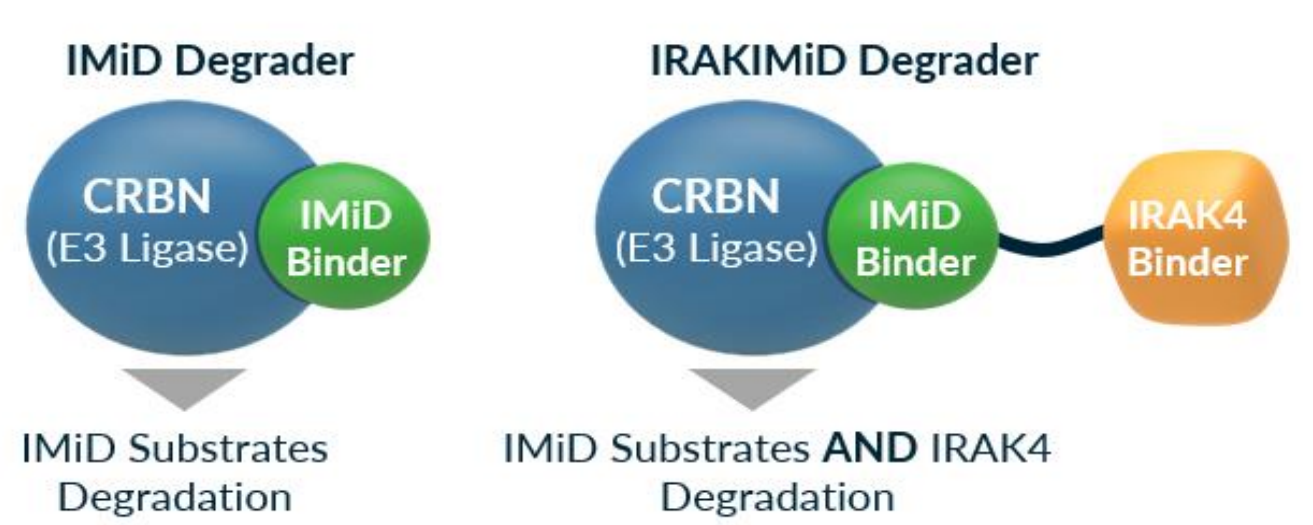 IMiD Degrader
CRBN
(E3 Ligase)
IMiD
Binder
IMiD Substrates
Degradation
IRAKIMiD Degrader
CRBN
(E3 Ligase)
IMiD
Binder
IRAK4
Binder
IMiD Substrates AND IRAK4
Degradation